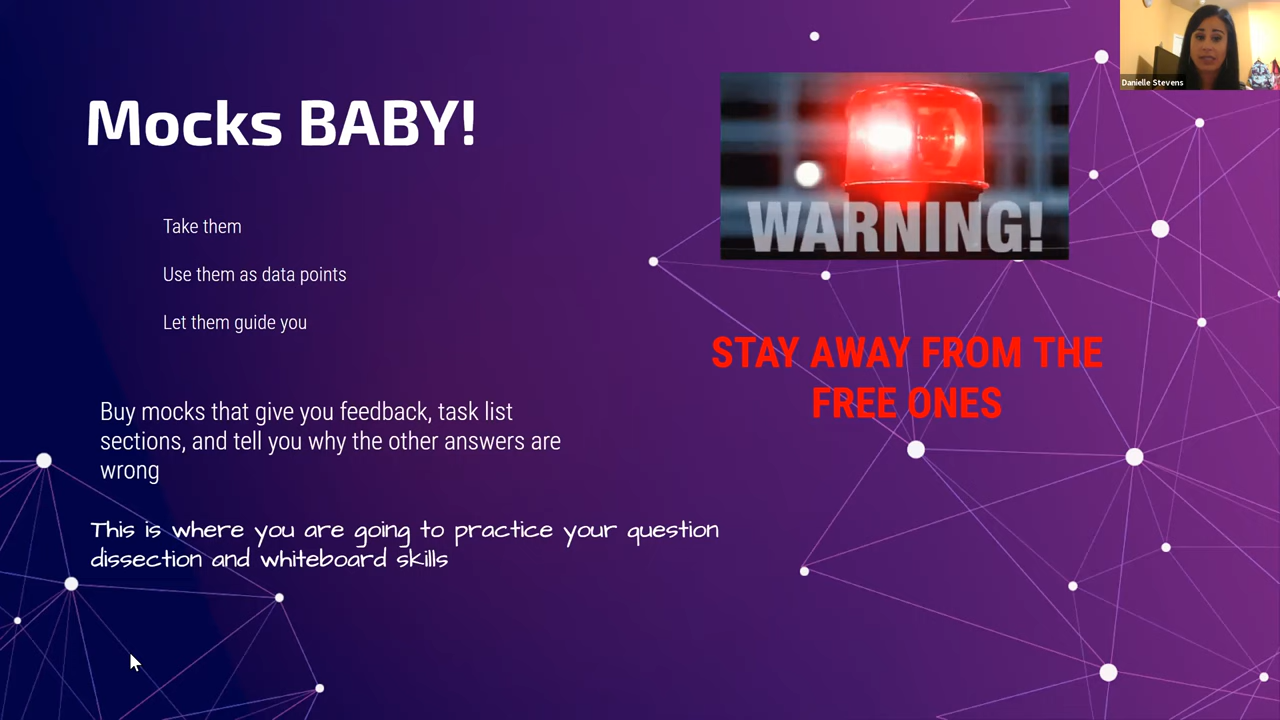 Mocks BABY!
Take them
Use them as data points
Let them guide you
Buy mocks that give you feedback, task list
sections, and tell you why the other answers are
wrong
This is where you are going to practice your question
dissection and whiteboard skills
WARNING!
STAY AWAY FROM THE
FREE ONES
Danielle Stevens